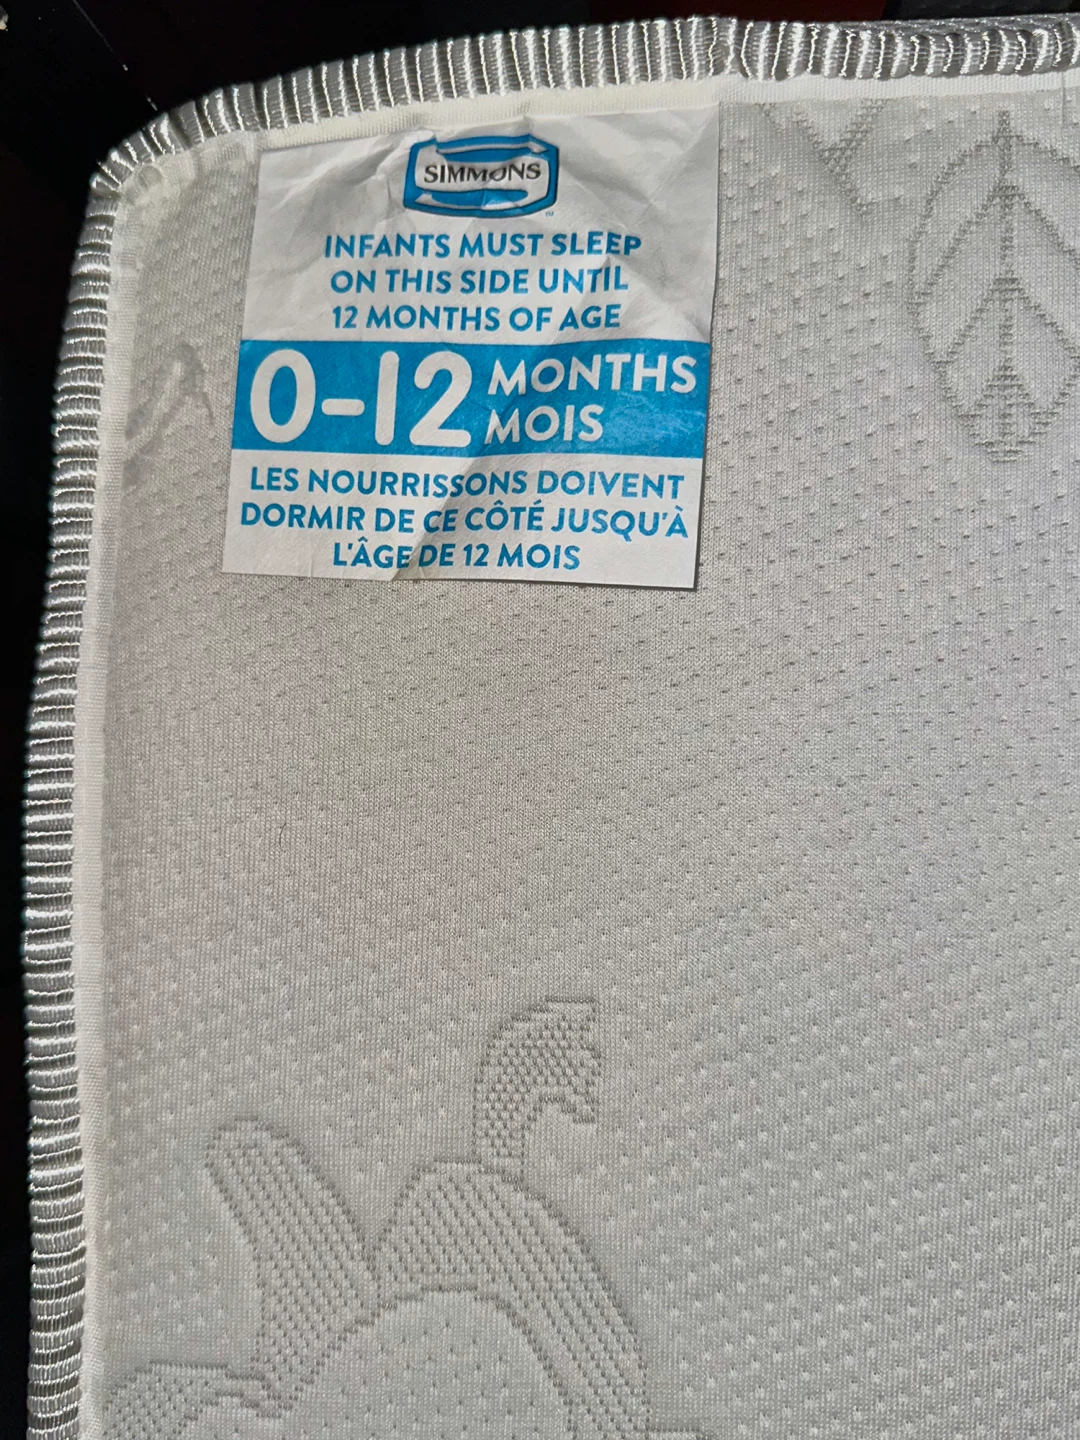 SIMMONS
TM
INFANTS MUST SLEEP
ON THIS SIDE UNTIL
12 MONTHS OF AGE
0-12 MONTHS
MOIS
LES NOURRISSONS DOIVENT
DORMIR DE CE CÔTÉ JUSQU'À
L'ÂGE DE 12 MOIS